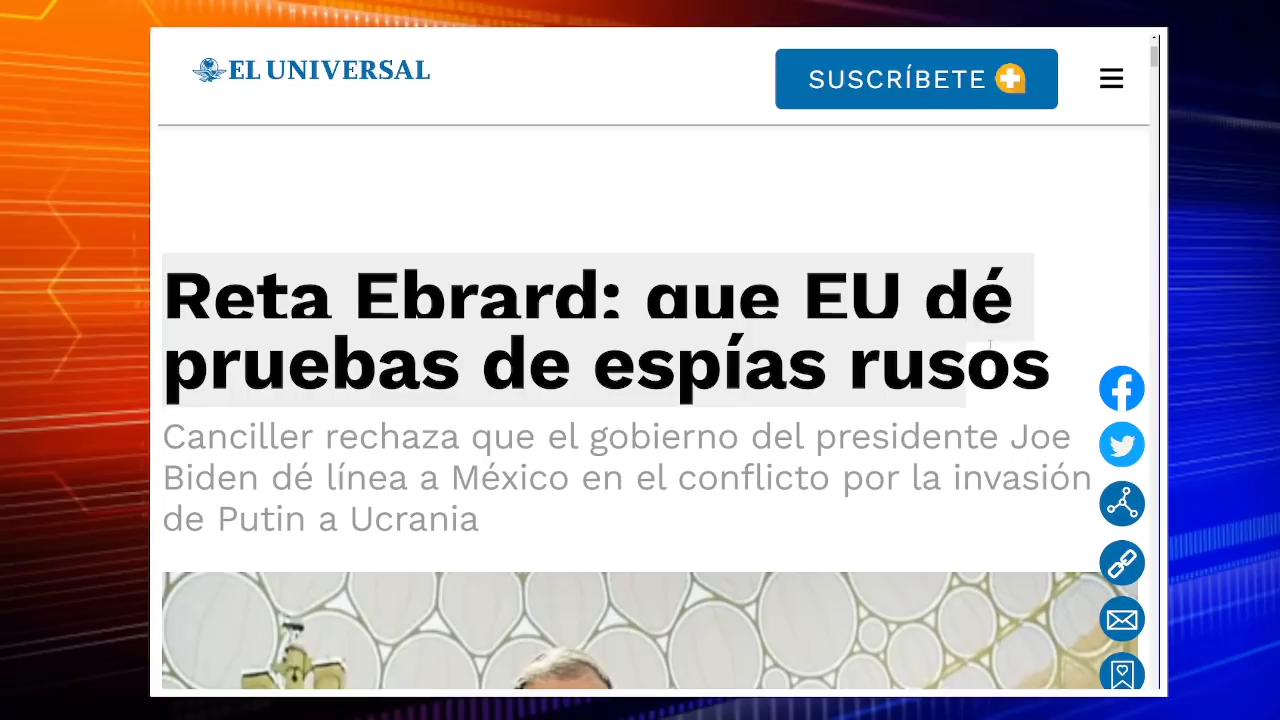 EL UNIVERSAL
SUSCRÍBETE
Reta Ebrard: que EU dé
pruebas de espías rusos
Canciller rechaza que el gobierno del presidente Joe
Biden dé línea a México en el conflicto por la invasión
de Putin a Ucrania